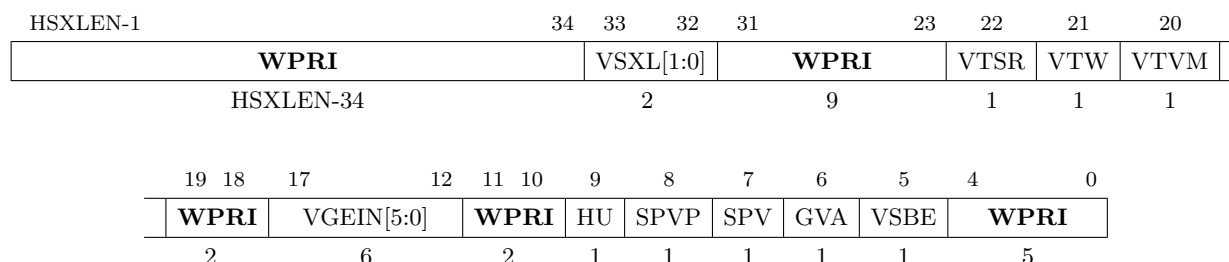 HSXLEN-1 34 33 32 31 23 22 21 20
WPRI VSXL[1:0] WPRI VTSR VTW VTVM
HSXLEN-34 2 9 1 1 1
19 18 17 12 11 10 9 8 7 6 5 4 0
WPRI VGEIN[5:0] WPRI HU SPVP SPV GVA VSBE WPRI
2 6 2 1 1 1 1 1 5